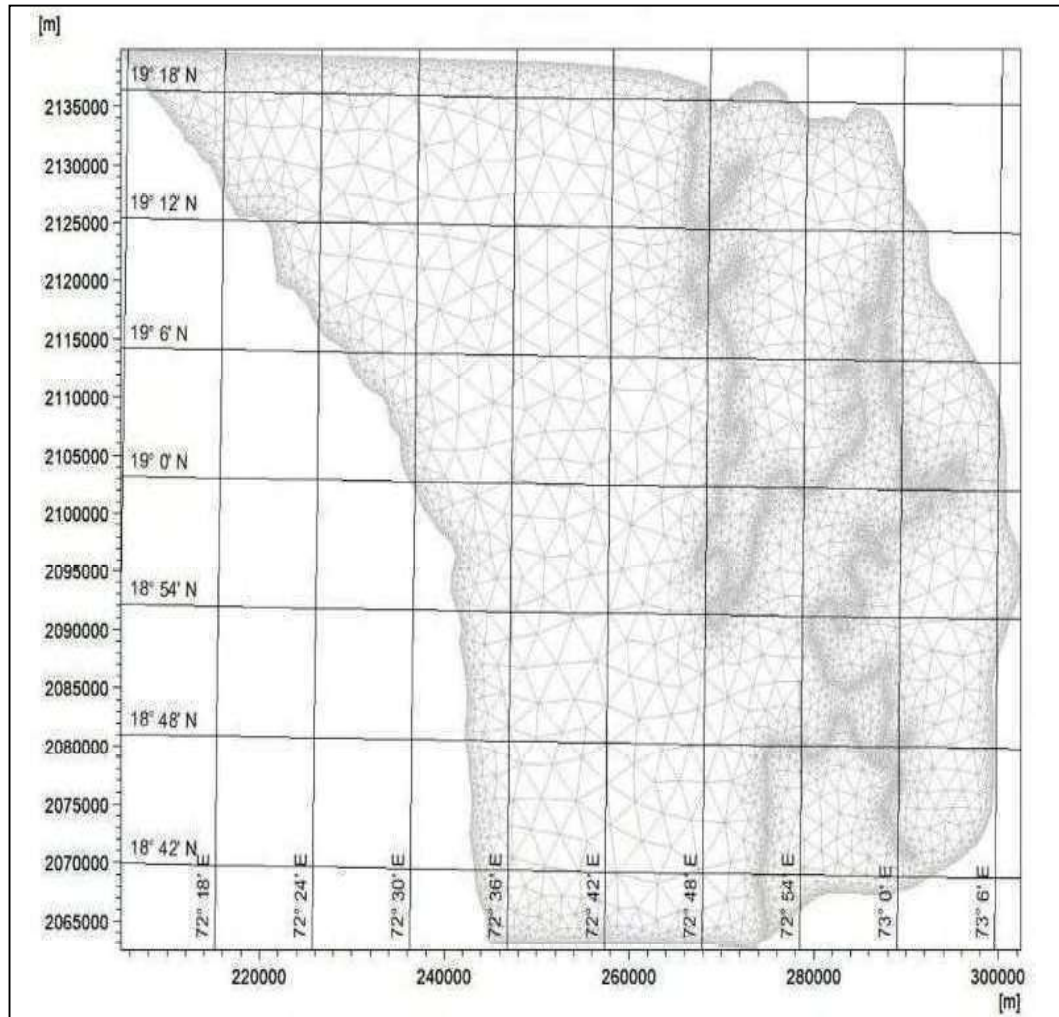 [m]
19° 18' N
2135000
2130000
19° 12' N
2125000
2120000
19° 6' N
2115000
2110000
2105000
19° 0' N
2100000
2095000
18° 54' N
2090000
2085000
18° 48' N
2080000
2075000
18° 42' N
2070000
2065000
72° 18' E
72° 24' E
72° 30' E
72° 36' E
72° 42' E
72° 48' E
72° 54' E
73° 0' E
73° 6' E
220000 240000 260000 280000 300000
[m]